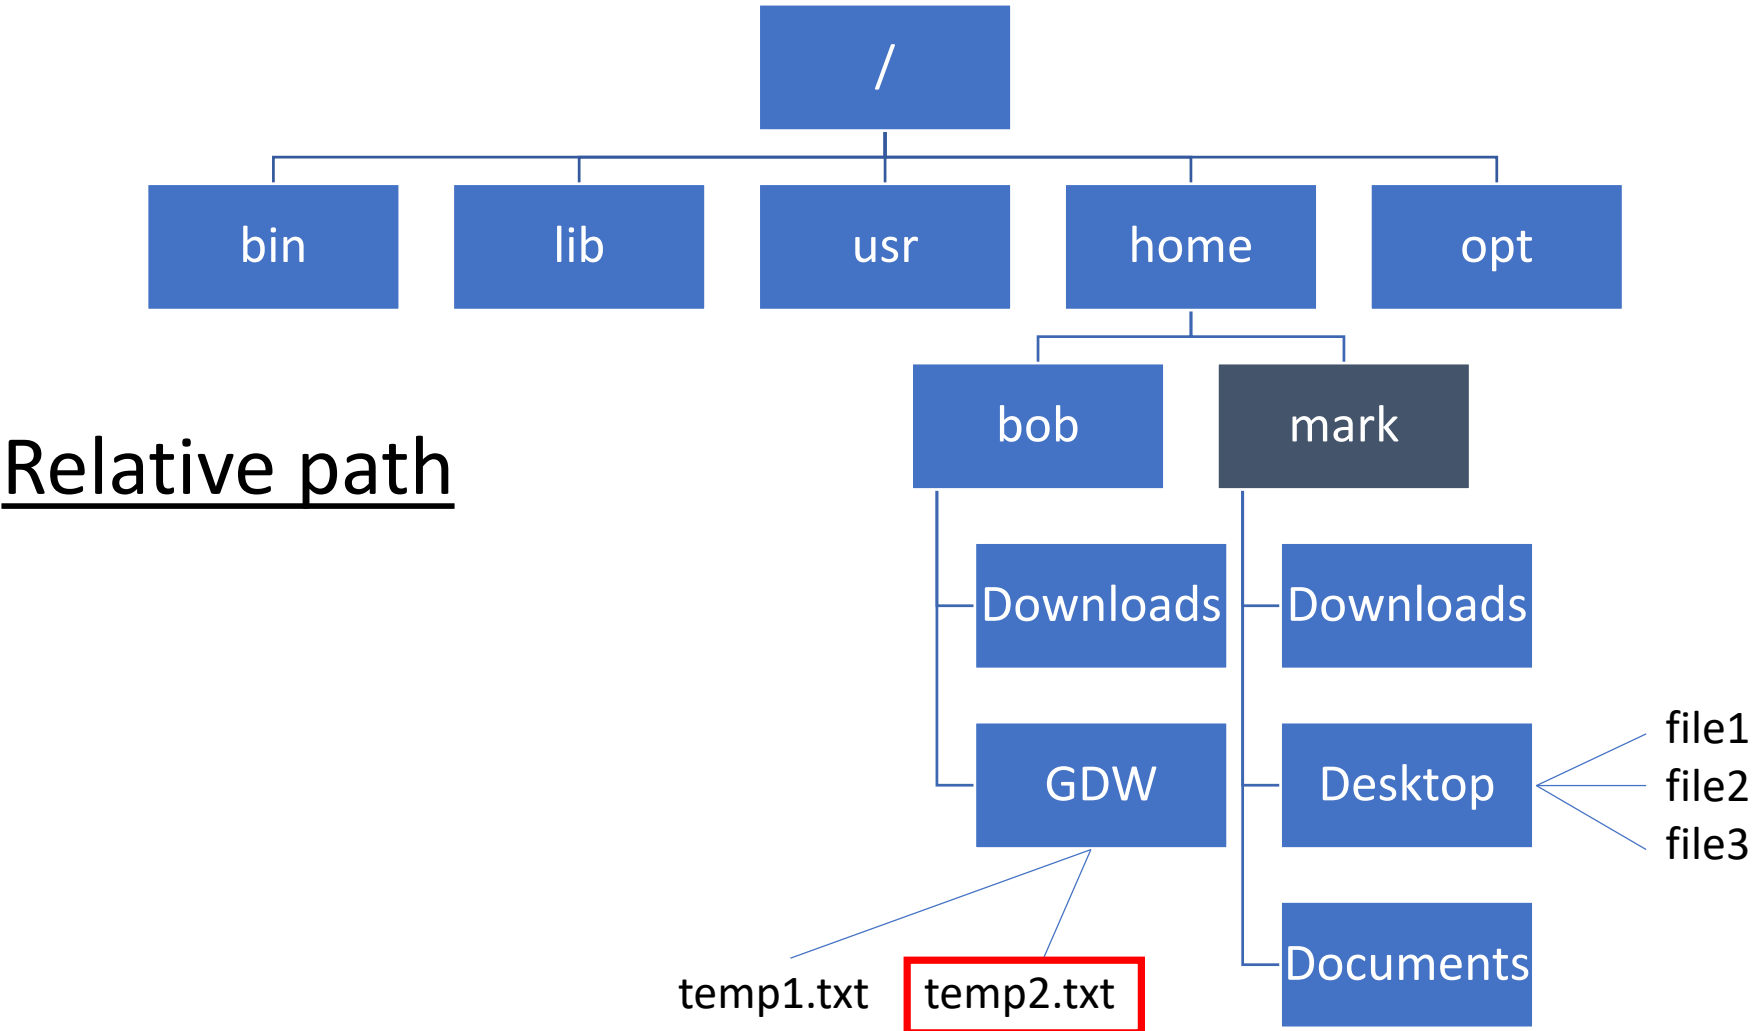 /
bin
lib
usr
home
opt
bob
mark
Relative path
Downloads
Downloads
GDW
Desktop
file1
file2
file3
Documents
temp1.txt
temp2.txt